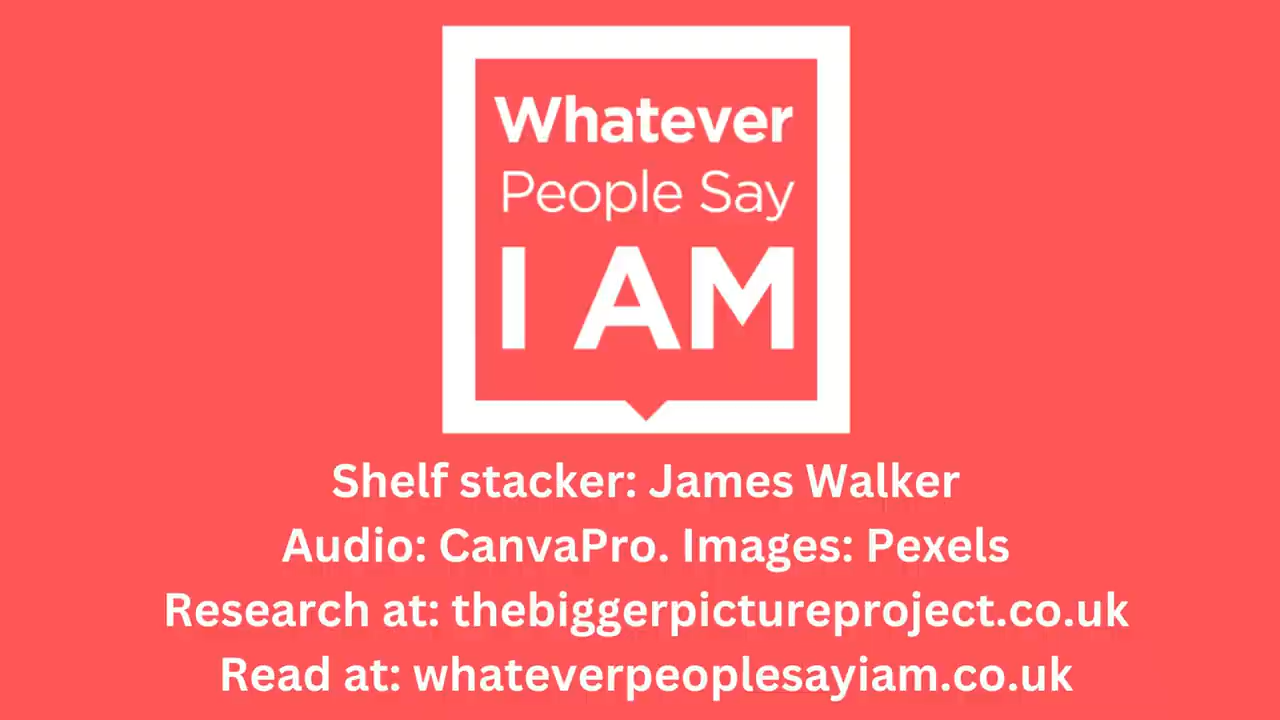 Whatever
People Say
I AM
Shelf stacker: James Walker
Audio: CanvaPro. Images: Pexels
Research at: thebiggerpictureproject.co.uk
Read at: whateverpeoplesayiam.co.uk